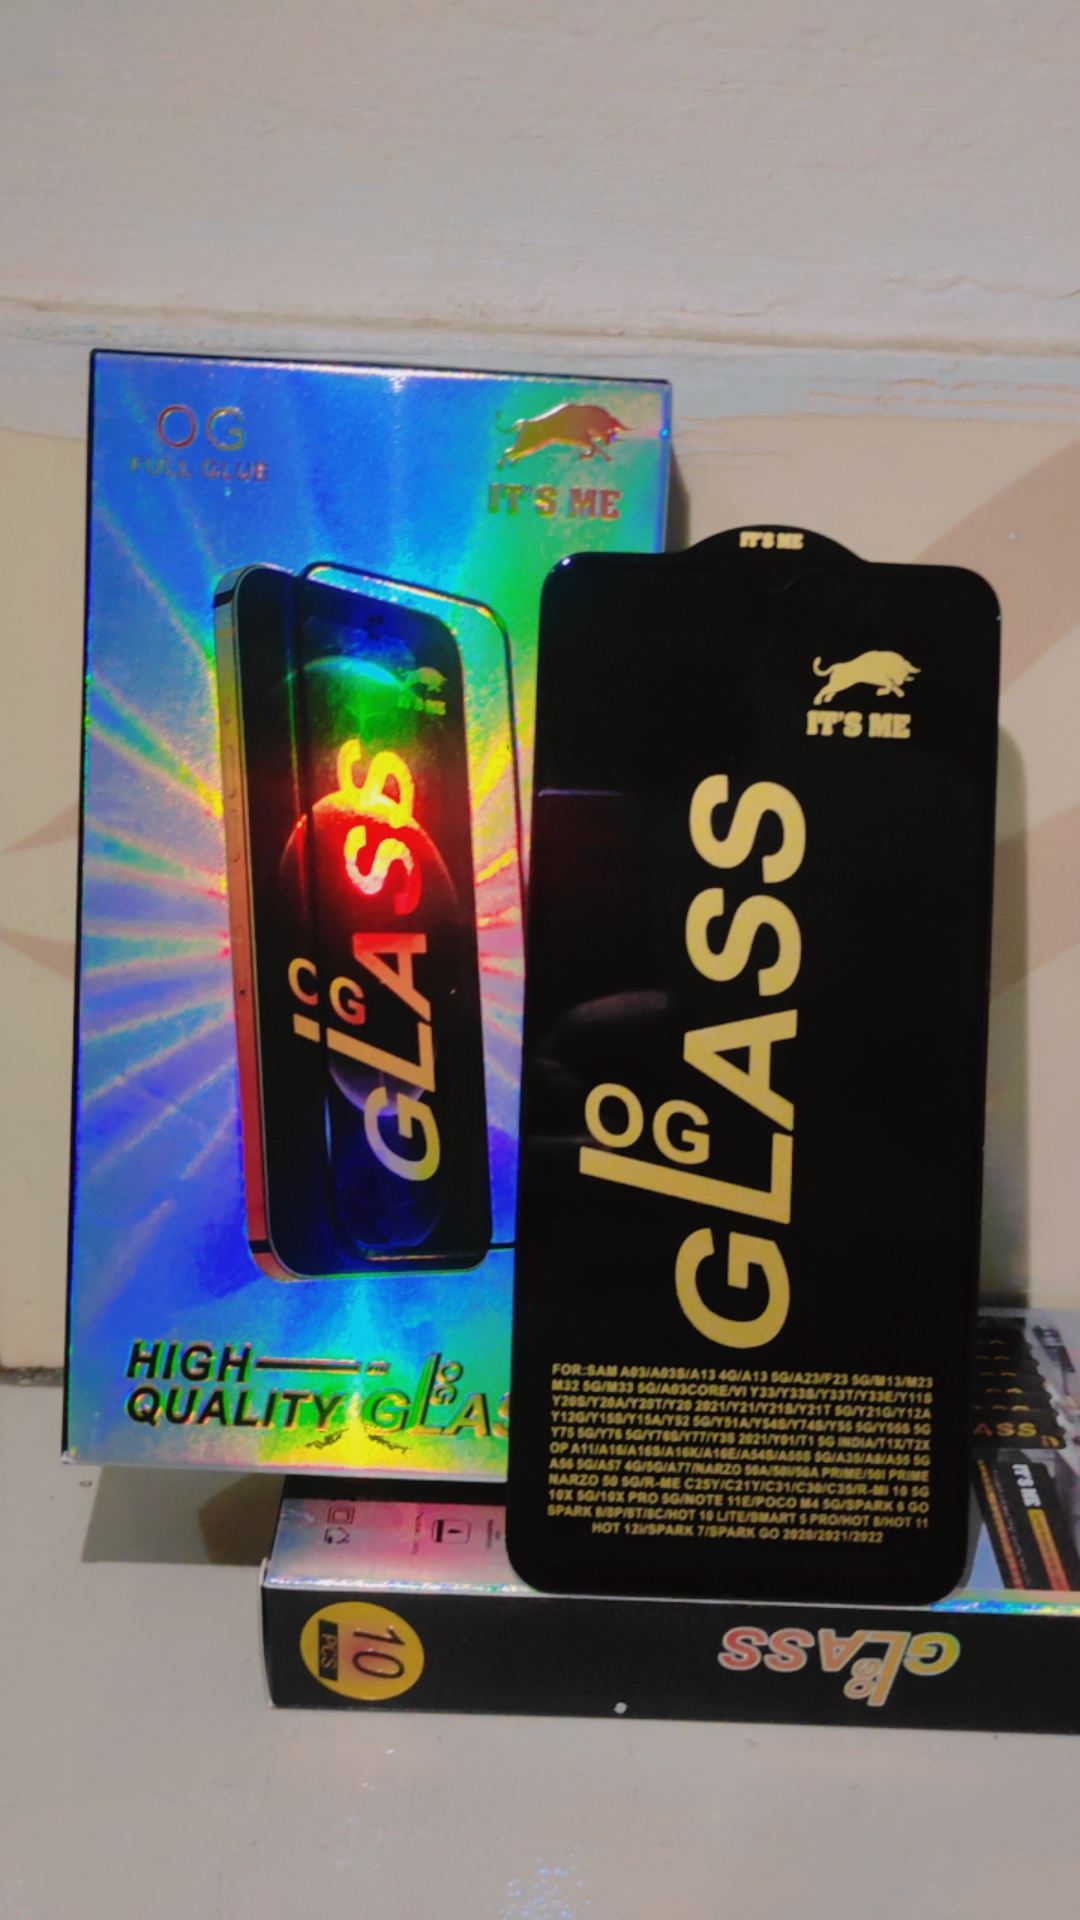 OG
FULL GLUE
IT'S ME
OG
GLASS
HIGH
QUALITY
OG
IT'S ME
IT'S ME
OG
GLASS
FOR:SAM A03/A03S/A13 4G/A13 5G/A23/F23 5G/M13/M23
M32 5G/M33 5G/A03CORE/VI Y33/Y33S/Y33T/Y33E/Y11S
Y20S/Y20A/Y20T/Y20 2021/Y21/Y21S/Y21T 5G/Y21G/Y12A
Y12G/Y15S/Y15A/Y52 5G/Y51A/Y54S/Y74S/Y55 5G/Y55S 5G
Y75 5G/Y76 5G/Y76S/Y77/Y3S 2021/Y01/T1 5G INDIA/T1X/T2X
OP A11/A16/A16S/A16K/A16E/A54S/A55S 5G/A35/A8/A55 5G
A56 5G/A57 4G/5G/A77/NARZO 50A/50I/50A PRIME/50I PRIME
NARZO 50 5G/R-ME C25Y/C21Y/C31/C30/C35/R-MI 10 5G
10X 5G/10X PRO 5G/NOTE 11E/POCO M4 5G/SPARK 6 GO
SPARK 8/8P/8T/8C/HOT 10 LITE/SMART 5 PRO/HOT 8/HOT 11
HOT 12I/SPARK 7/SPARK GO 2020/2021/2022
IT'S ME
10
PCS
OG
GLASS